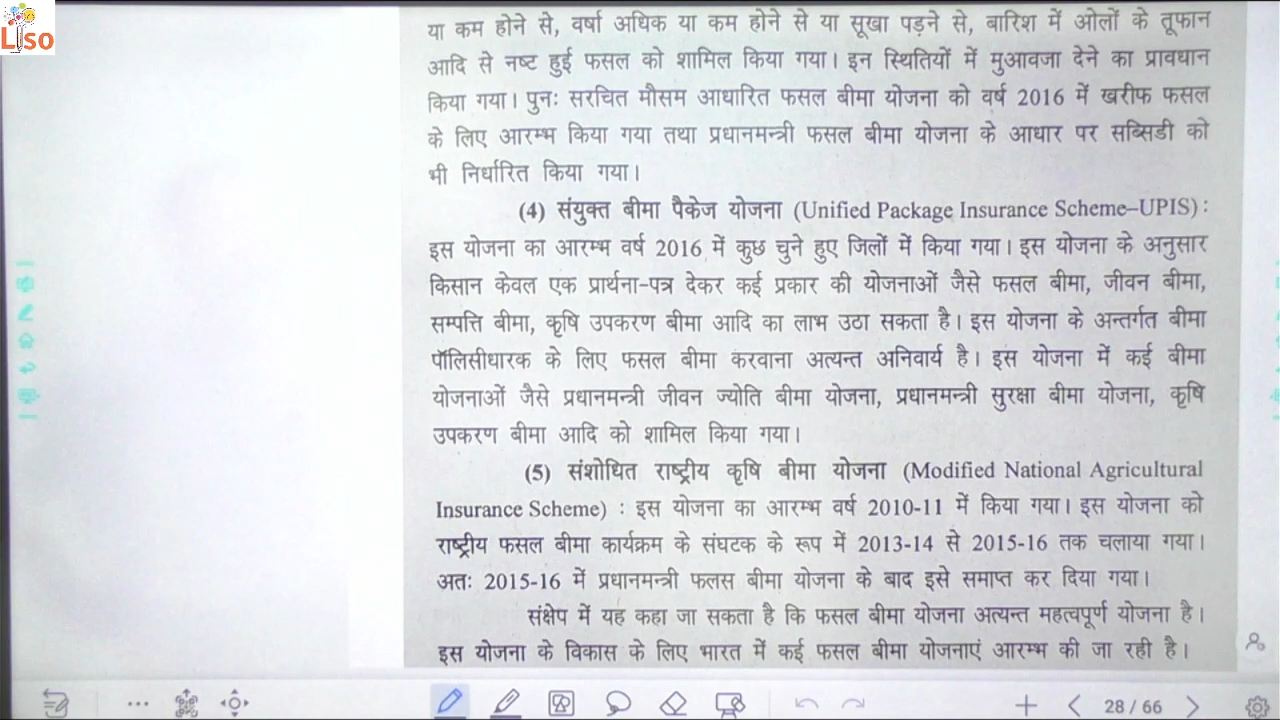 Liso
या कम होने से, वर्षा अधिक या कम होने से या सूखा पड़ने से, बारिश में ओलों के तूफान
आदि से नष्ट हुई फसल को शामिल किया गया। इन स्थितियों में मुआवजा देने का प्रावधान
किया गया। पुनः सरचित मौसम आधारित फसल बीमा योजना को वर्ष 2016 में खरीफ फसल
के लिए आरम्भ किया गया तथा प्रधानमन्त्री फसल बीमा योजना के आधार पर सब्सिडी को
भी निर्धारित किया गया।
(4) संयुक्त बीमा पैकेज योजना (Unified Package Insurance Scheme–UPIS) :
इस योजना का आरम्भ वर्ष 2016 में कुछ चुने हुए जिलों में किया गया। इस योजना के अनुसार
किसान केवल एक प्रार्थना-पत्र देकर कई प्रकार की योजनाओं जैसे फसल बीमा, जीवन बीमा,
सम्पत्ति बीमा, कृषि उपकरण बीमा आदि का लाभ उठा सकता है। इस योजना के अन्तर्गत बीमा
पॉलिसीधारक के लिए फसल बीमा करवाना अत्यन्त अनिवार्य है। इस योजना में कई बीमा
योजनाओं जैसे प्रधानमन्त्री जीवन ज्योति बीमा योजना, प्रधानमन्त्री सुरक्षा बीमा योजना, कृषि
उपकरण बीमा आदि को शामिल किया गया।
(5) संशोधित राष्ट्रीय कृषि बीमा योजना (Modified National Agricultural
Insurance Scheme) : इस योजना का आरम्भ वर्ष 2010-11 में किया गया। इस योजना को
राष्ट्रीय फसल बीमा कार्यक्रम के संघटक के रूप में 2013-14 से 2015-16 तक चलाया गया।
अतः 2015-16 में प्रधानमन्त्री फलस बीमा योजना के बाद इसे समाप्त कर दिया गया।
संक्षेप में यह कहा जा सकता है कि फसल बीमा योजना अत्यन्त महत्वपूर्ण योजना है।
इस योजना के विकास के लिए भारत में कई फसल बीमा योजनाएं आरम्भ की जा रही है।
28 / 66